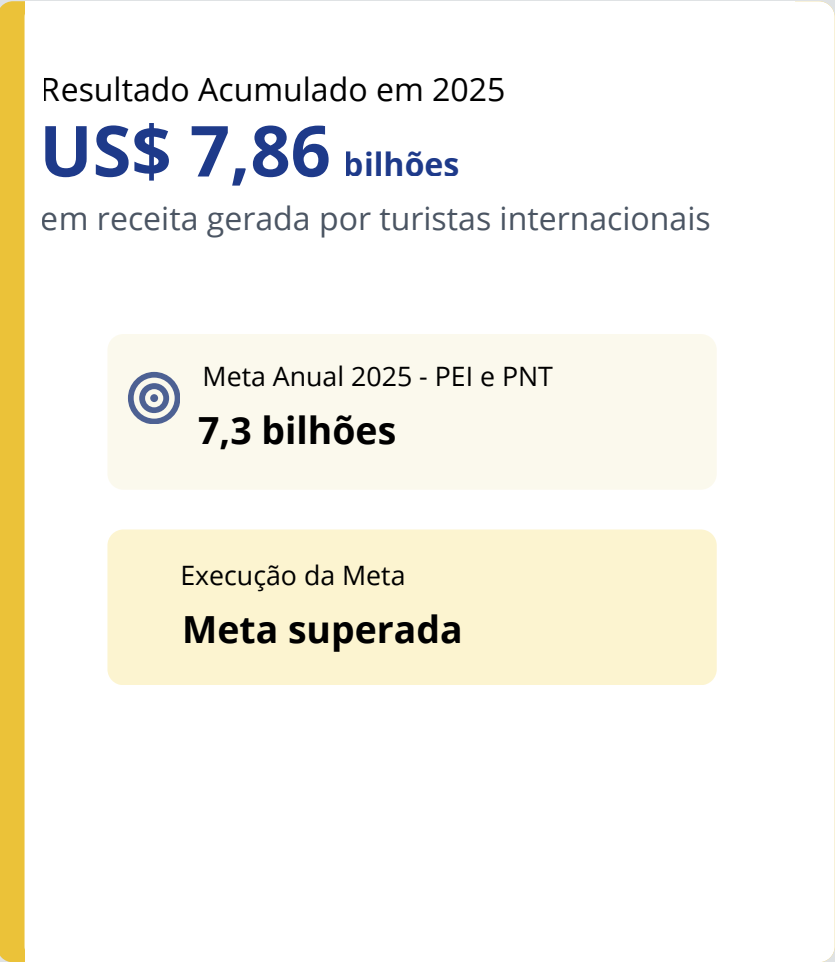 Resultado Acumulado em 2025
US$ 7,86 bilhões
em receita gerada por turistas internacionais
Meta Anual 2025 - PEI e PNT
7,3 bilhões
Execução da Meta
Meta superada